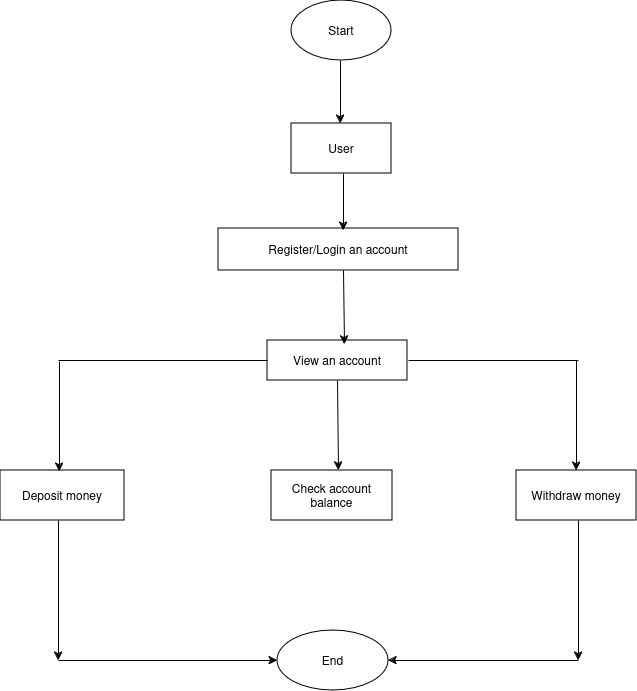 Start
User
Register/Login an account
View an account
Deposit money
Check account
balance
Withdraw money
End